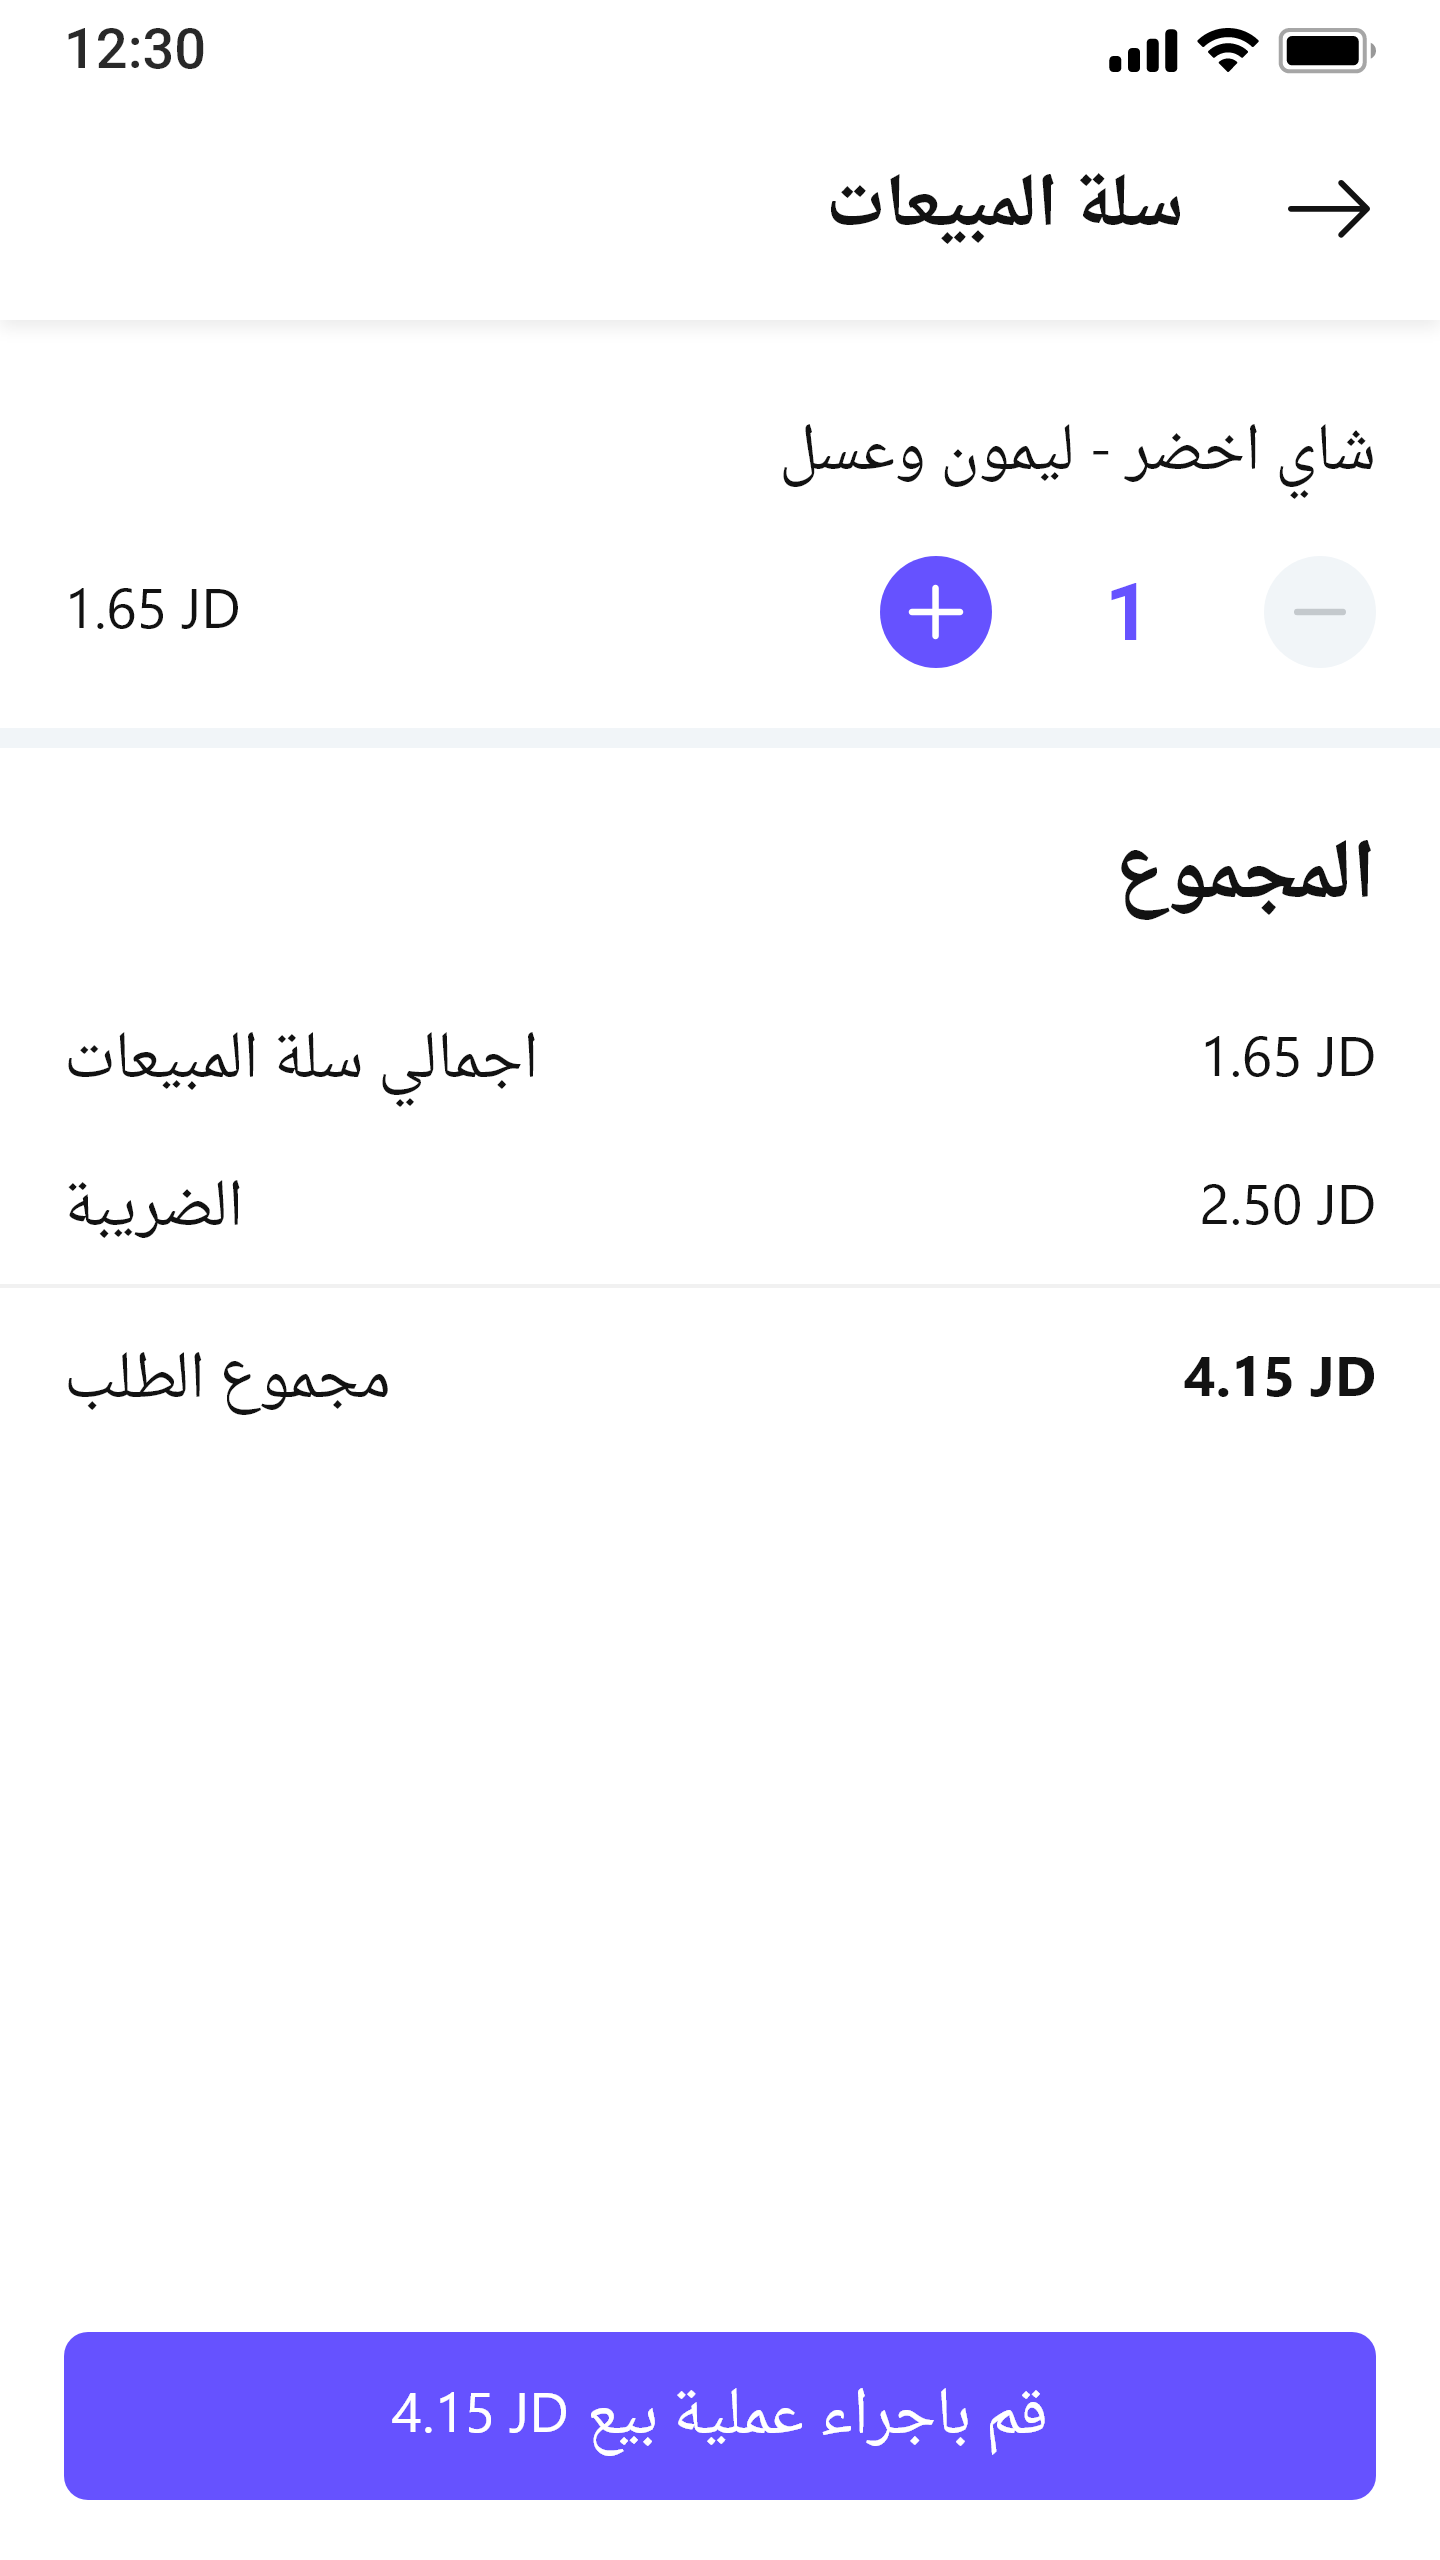 12:30
سلة المبيعات
شاي اخضر - ليمون وعسل
1
1.65 JD
المجموع
1.65 JD اجمالي سلة المبيعات
2.50 JD الضريبة
4.15 JD مجموع الطلب
قم باجراء عملية بيع 4.15 JD